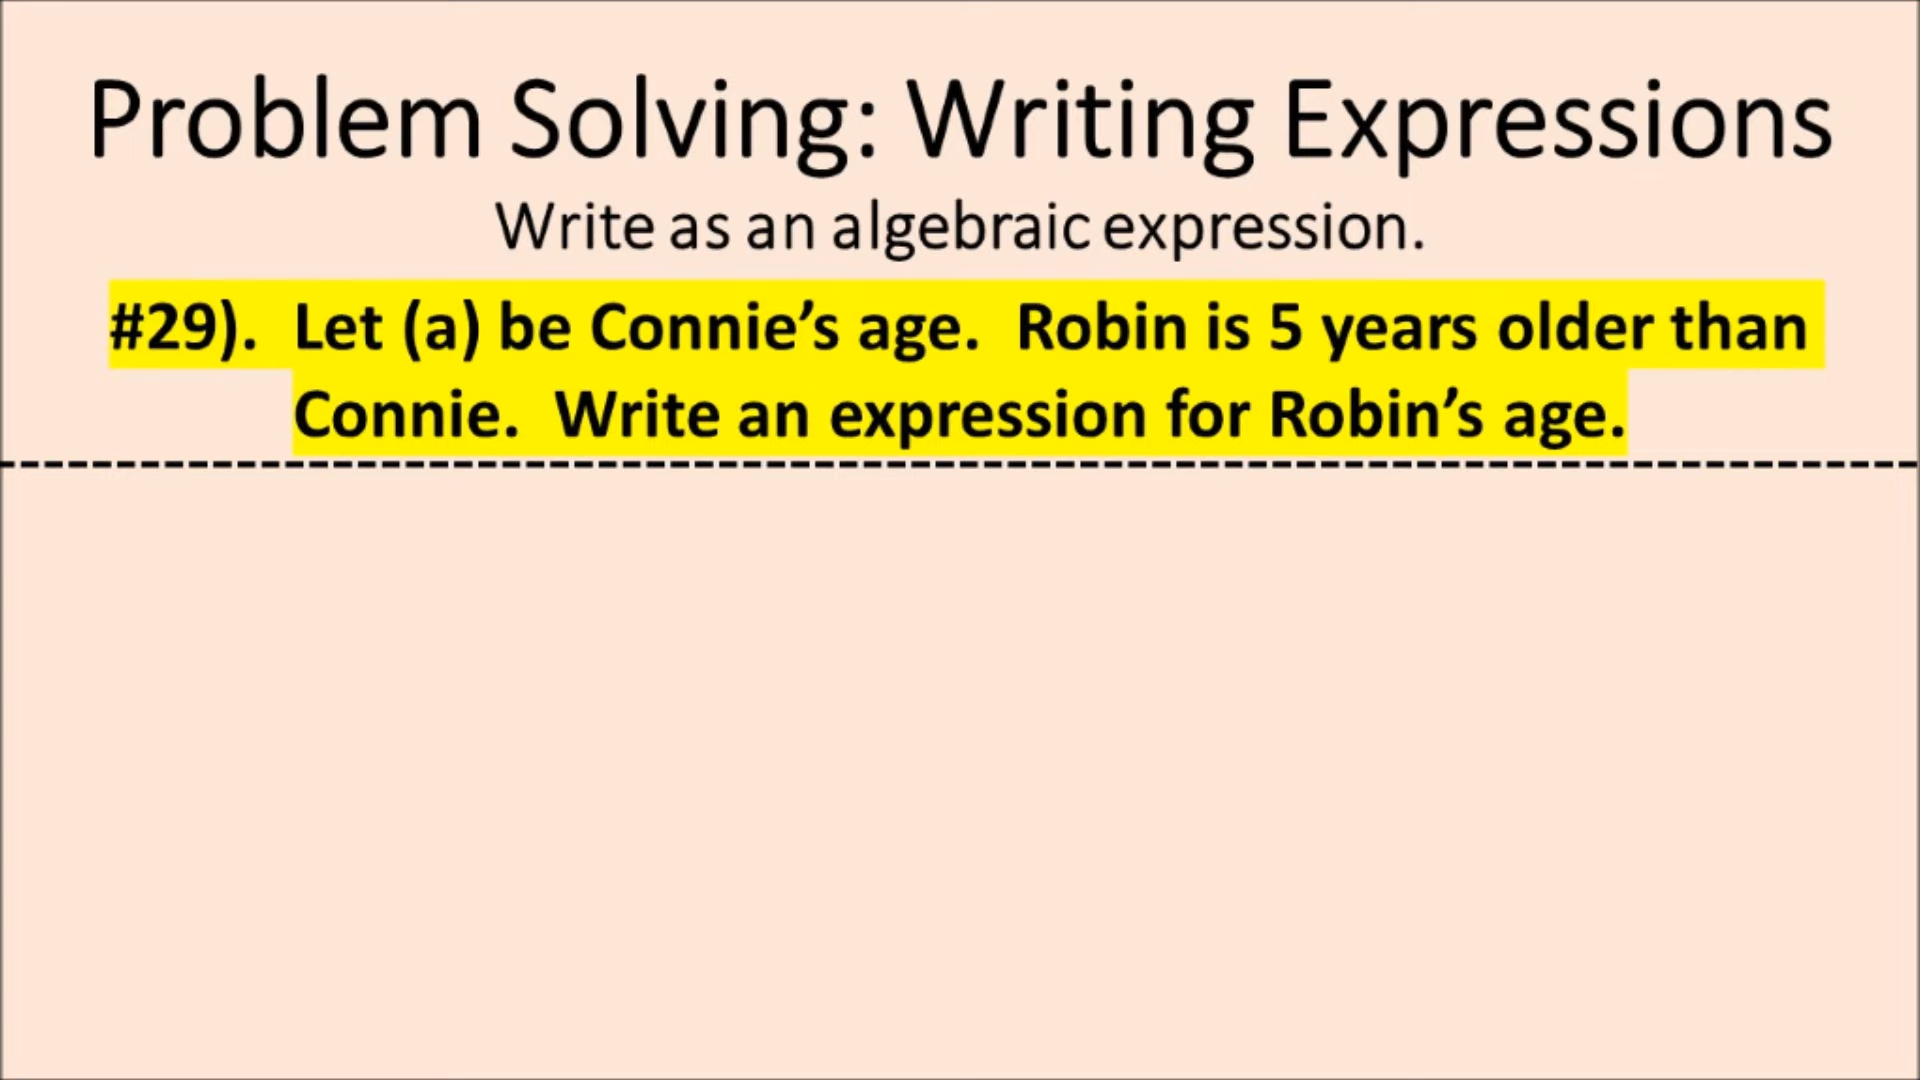 Problem Solving: Writing Expressions
Write as an algebraic expression.
#29).  Let (a) be Connie’s age.  Robin is 5 years older than
Connie.  Write an expression for Robin’s age.